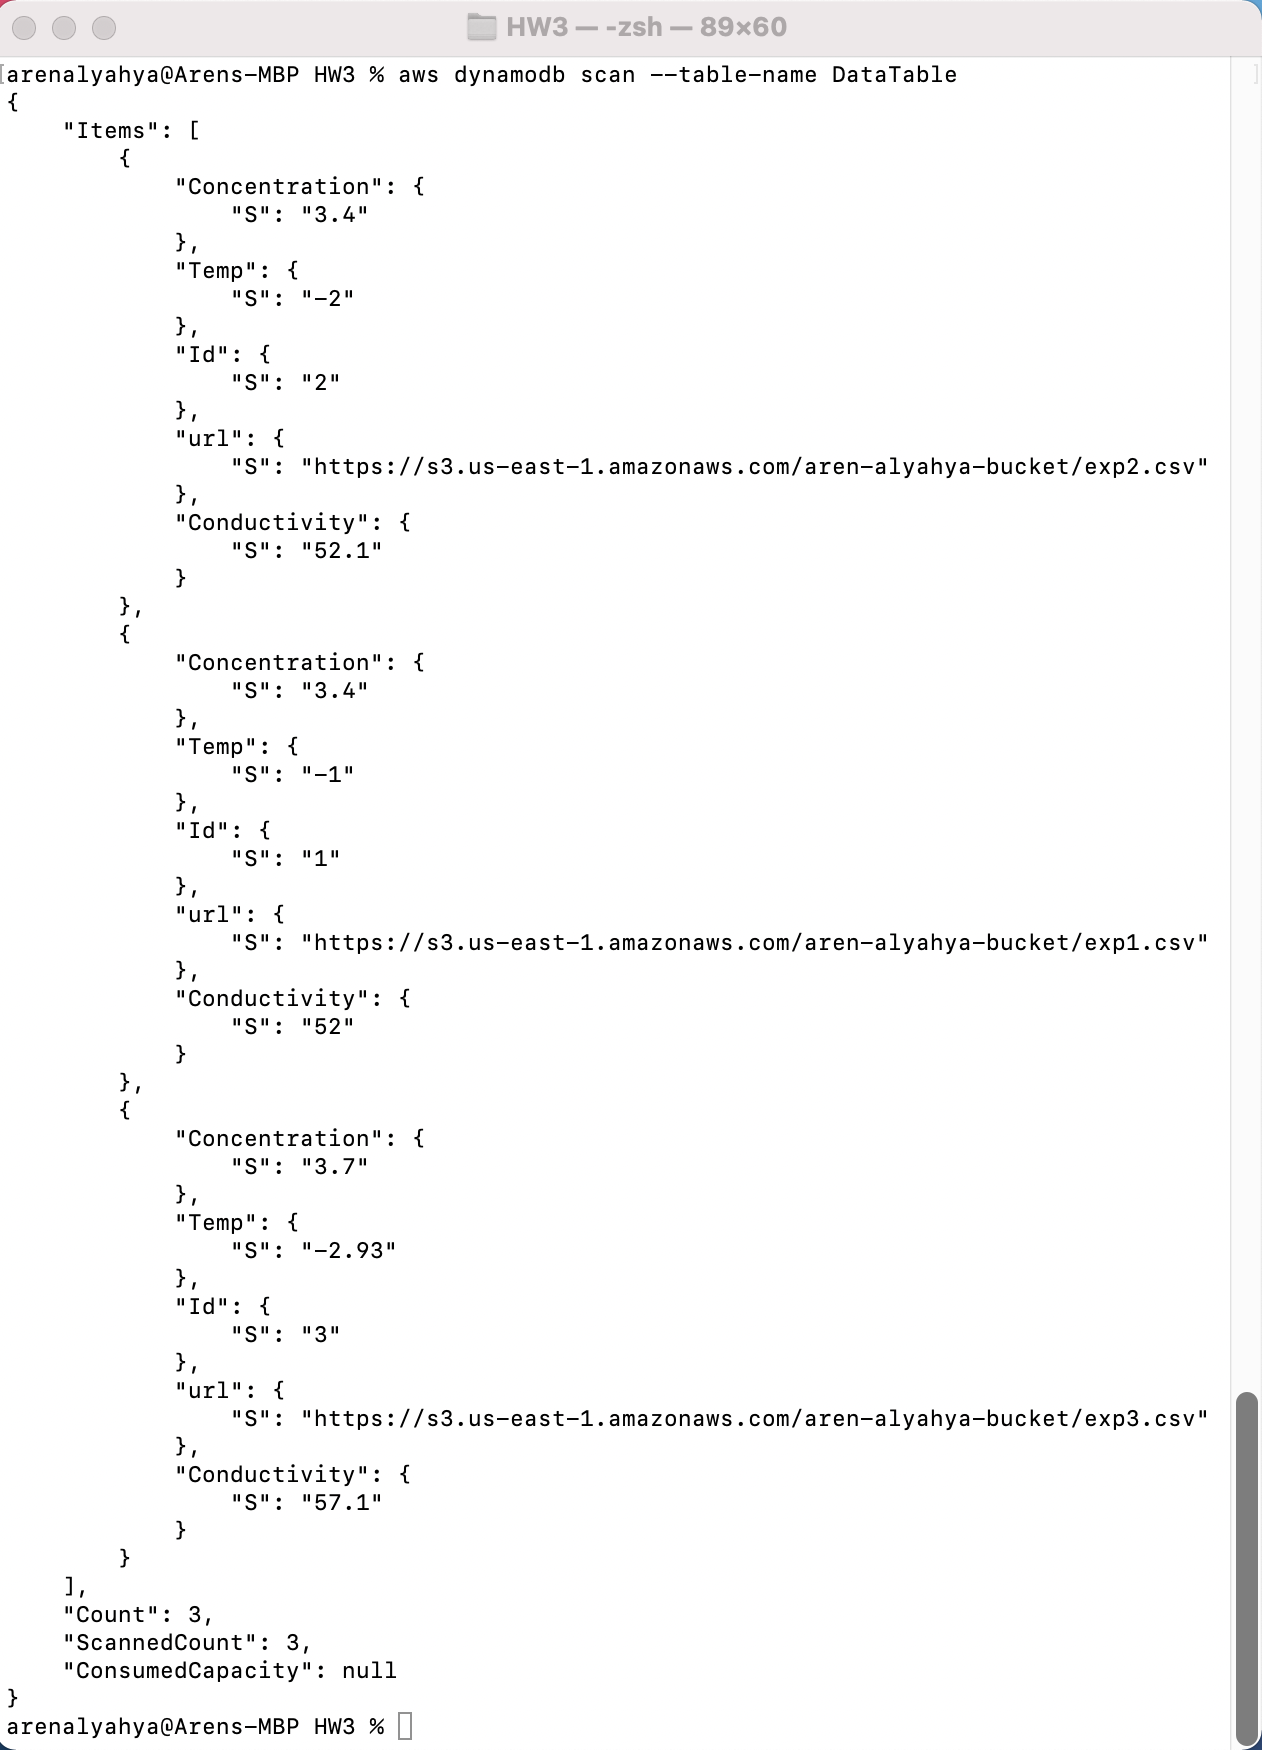 HW3 — -zsh — 89×60
arenalyahya@Arens-MBP HW3 % aws dynamodb scan --table-name DataTable
{
    "Items": [
        {
            "Concentration": {
                "S": "3.4"
            },
            "Temp": {
                "S": "-2"
            },
            "Id": {
                "S": "2"
            },
            "url": {
                "S": "https://s3.us-east-1.amazonaws.com/aren-alyahya-bucket/exp2.csv"
            },
            "Conductivity": {
                "S": "52.1"
            }
        },
        {
            "Concentration": {
                "S": "3.4"
            },
            "Temp": {
                "S": "-1"
            },
            "Id": {
                "S": "1"
            },
            "url": {
                "S": "https://s3.us-east-1.amazonaws.com/aren-alyahya-bucket/exp1.csv"
            },
            "Conductivity": {
                "S": "52"
            }
        },
        {
            "Concentration": {
                "S": "3.7"
            },
            "Temp": {
                "S": "-2.93"
            },
            "Id": {
                "S": "3"
            },
            "url": {
                "S": "https://s3.us-east-1.amazonaws.com/aren-alyahya-bucket/exp3.csv"
            },
            "Conductivity": {
                "S": "57.1"
            }
        }
    ],
    "Count": 3,
    "ScannedCount": 3,
    "ConsumedCapacity": null
}
arenalyahya@Arens-MBP HW3 %